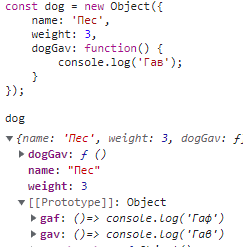 const dog = new Object({
name: 'Пес',
weight: 3,
dogGav: function() {
console.log('Гав');
}
});
dog
▼ {name: 'Пес', weight: 3, dogGav: ƒ
▶ dogGav: ƒ ()
name: "Пес"
weight: 3
▼ [[Prototype]]: Object
▶ gaf: ()=> console.log('Гаф')
▶ gav: ()=> console.log('Гав')